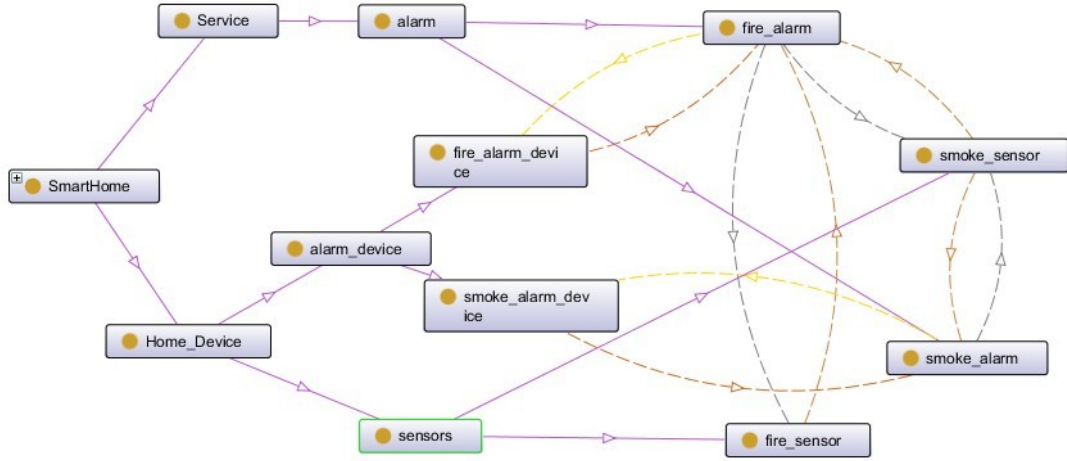 Service
alarm
fire_alarm
fire_alarm_devi
ce
smoke_sensor
SmartHome
alarm_device
smoke_alarm_dev
ice
Home_Device
smoke_alarm
sensors
fire_sensor